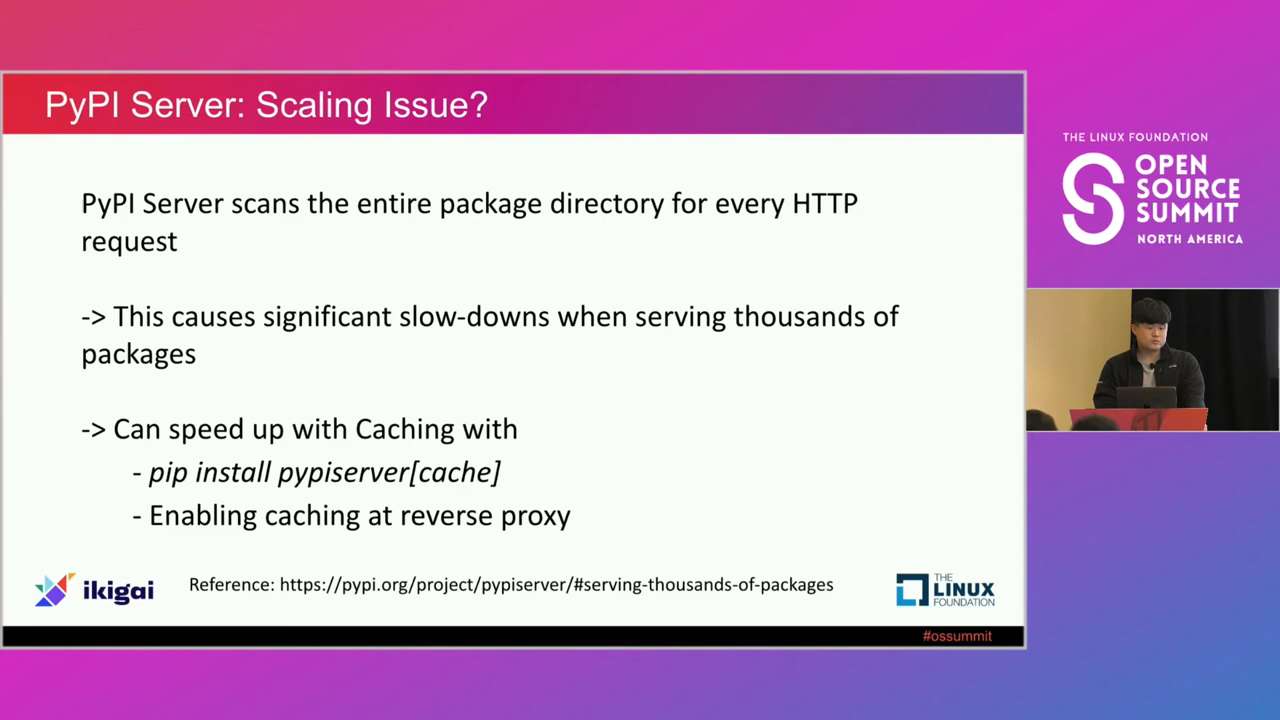 PyPI Server: Scaling Issue?
PyPI Server scans the entire package directory for every HTTP
request
-> This causes significant slow-downs when serving thousands of
packages
-> Can speed up with Caching with
- pip install pypiserver[cache]
- Enabling caching at reverse proxy
ikigai
Reference: https://pypi.org/project/pypiserver/#serving-thousands-of-packages
THE
LINUX
FOUNDATION
#ossummit
THE LINUX FOUNDATION
OPEN
SOURCE
SUMMIT
NORTH AMERICA